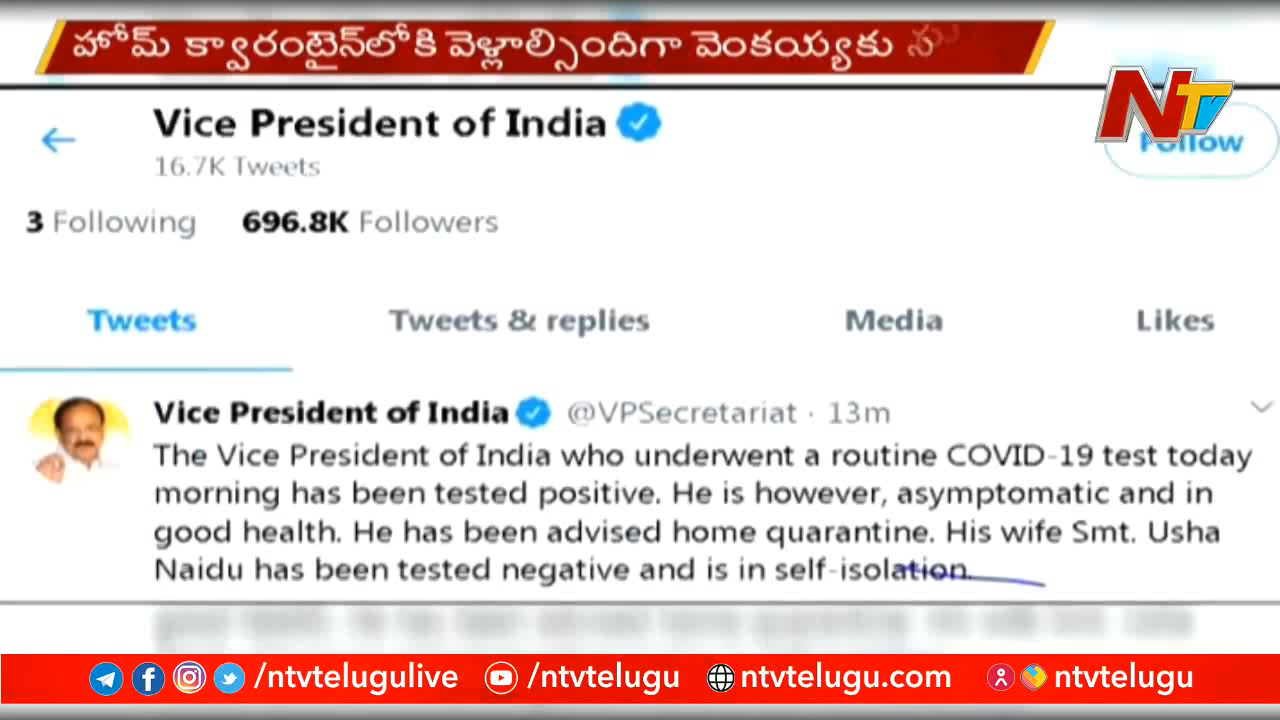 హోమ్ క్వారంటైన్‌లోకి వెళ్లాల్సిందిగా వెంకయ్యకు
NTV
Vice President of India
16.7K Tweets
Follow
3 Following 696.8K Followers
Tweets Tweets & replies Media Likes
Vice President of India @VPSecretariat · 13m
The Vice President of India who underwent a routine COVID-19 test today
morning has been tested positive. He is however, asymptomatic and in
good health. He has been advised home quarantine. His wife Smt. Usha
Naidu has been tested negative and is in self-isolation.
/ntvtelugulive /ntvtelugu ntvtelugu.com ntvtelugu